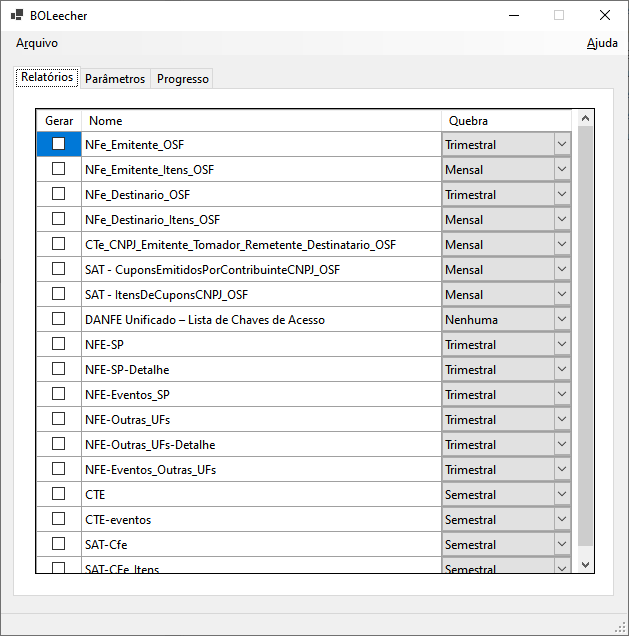 BOLeecher
Arquivo Ajuda
Relatórios Parâmetros Progresso
Gerar Nome Quebra
NFe_Emitente_OSF Trimestral
NFe_Emitente_Itens_OSF Mensal
NFe_Destinario_OSF Trimestral
NFe_Destinario_Itens_OSF Mensal
CTe_CNPJ_Emitente_Tomador_Remetente_Destinatario_OSF Mensal
SAT - CuponsEmitidosPorContribuinteCNPJ_OSF Mensal
SAT - ItensDeCuponsCNPJ_OSF Mensal
DANFE Unificado – Lista de Chaves de Acesso Nenhuma
NFE-SP Trimestral
NFE-SP-Detalhe Trimestral
NFE-Eventos_SP Trimestral
NFE-Outras_UFs Trimestral
NFE-Outras_UFs-Detalhe Trimestral
NFE-Eventos_Outras_UFs Trimestral
CTE Semestral
CTE-eventos Semestral
SAT-Cfe Semestral
SAT-CFe_Itens Semestral